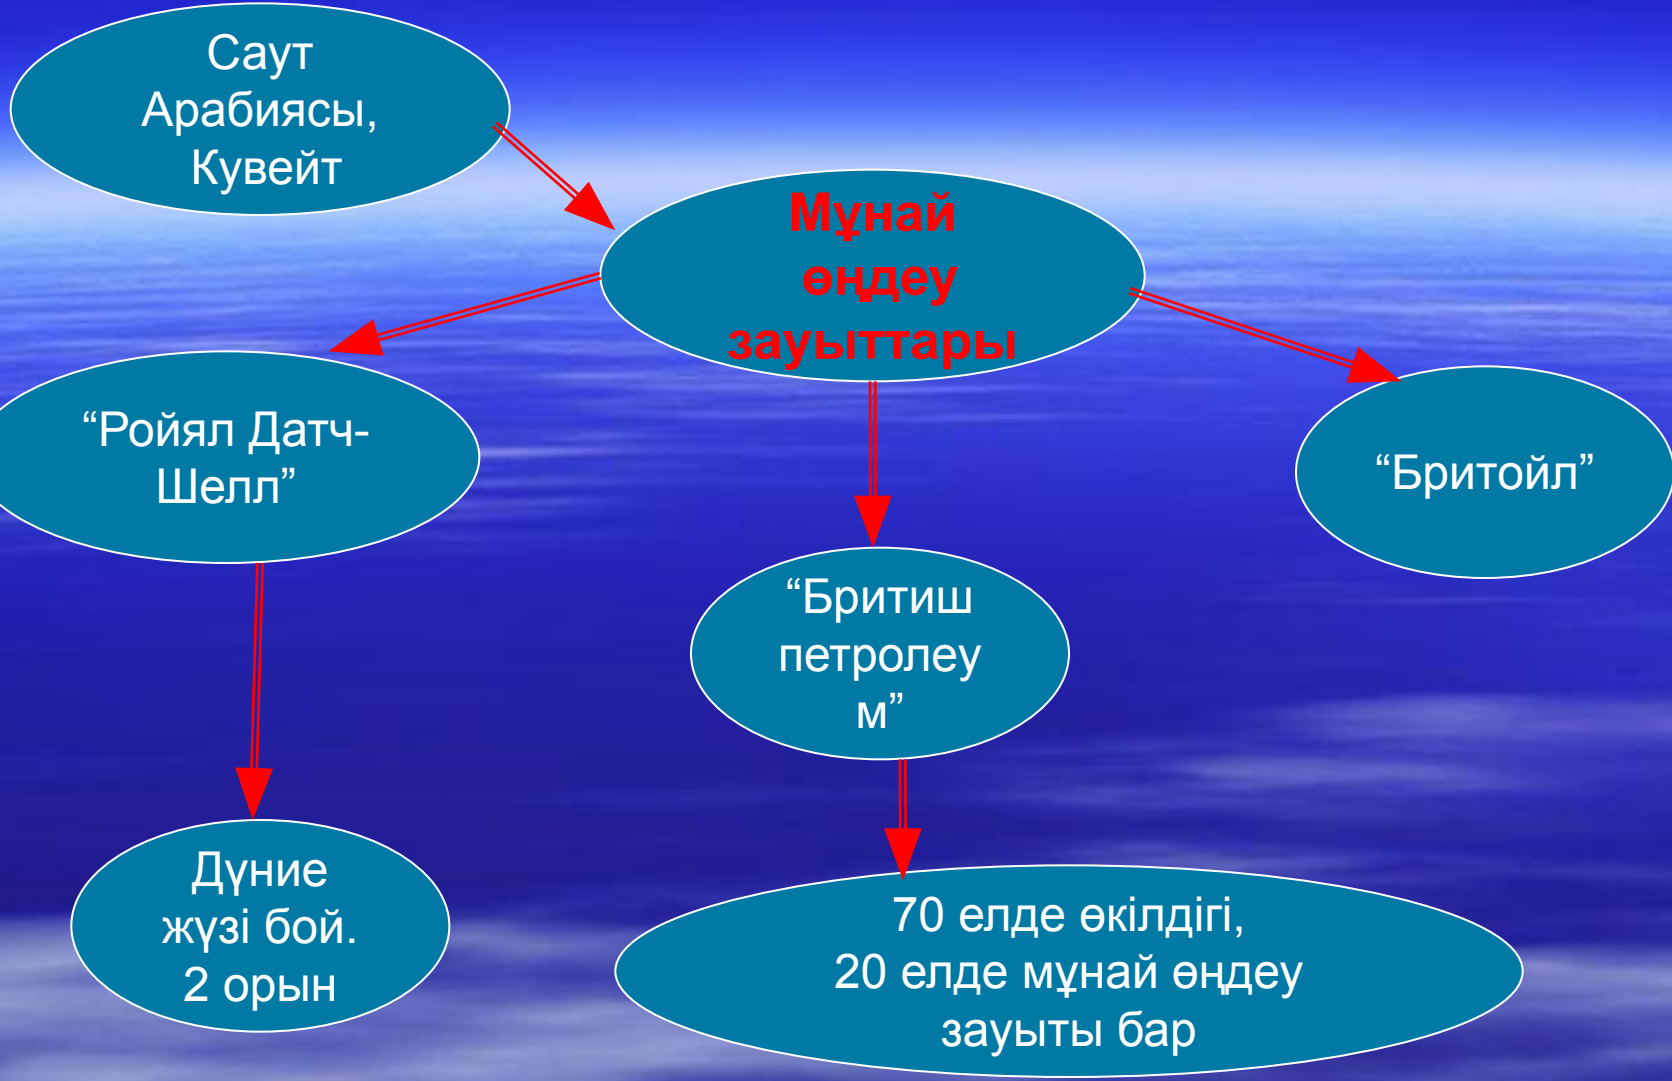 Саут
Арабиясы,
Кувейт
Мұнай
өңдеу
зауыттары
“Ройял Датч-
Шелл”
“Бритойл”
“Бритиш
петролеу
м”
Дүние
жүзі бой.
2 орын
70 елде өкілдігі,
20 елде мұнай өңдеу
зауыты бар